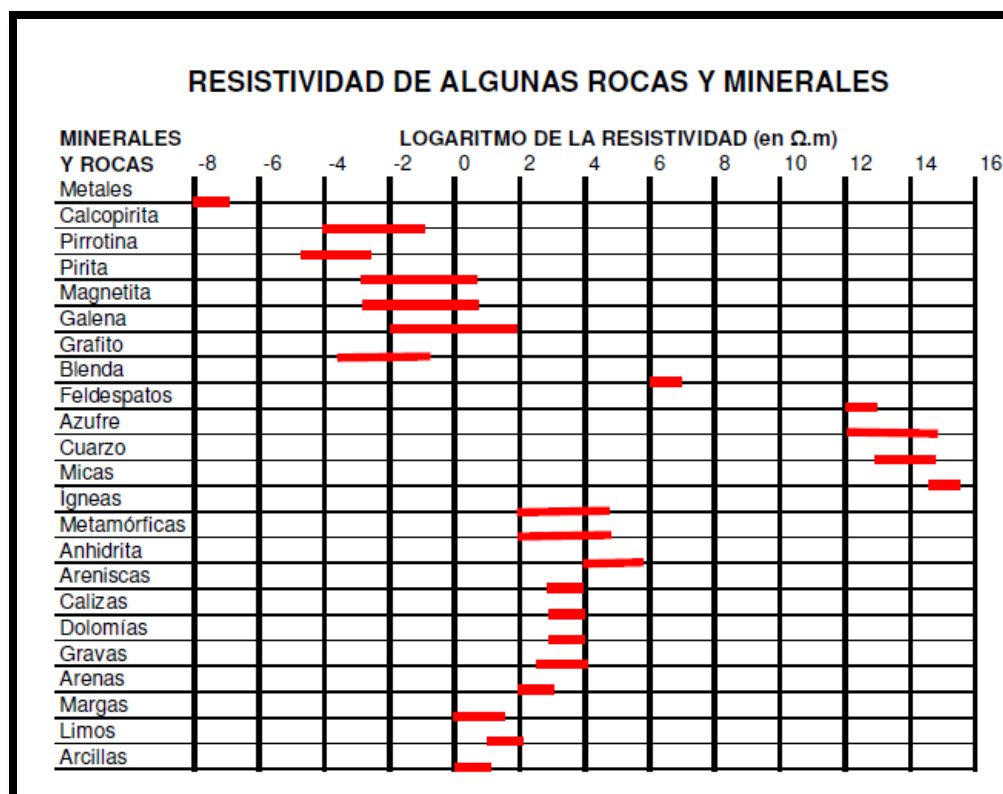 RESISTIVIDAD DE ALGUNAS ROCAS Y MINERALES
MINERALES LOGARITMO DE LA RESISTIVIDAD (en Ω.m)
Y ROCAS -8 -6 -4 -2 0 2 4 6 8 10 12 14 16
Metales
Calcopirita
Pirrotina
Pirita
Magnetita
Galena
Grafito
Blenda
Feldespatos
Azufre
Cuarzo
Micas
Ígneas
Metamórficas
Anhidrita
Areniscas
Calizas
Dolomías
Gravas
Arenas
Margas
Limos
Arcillas